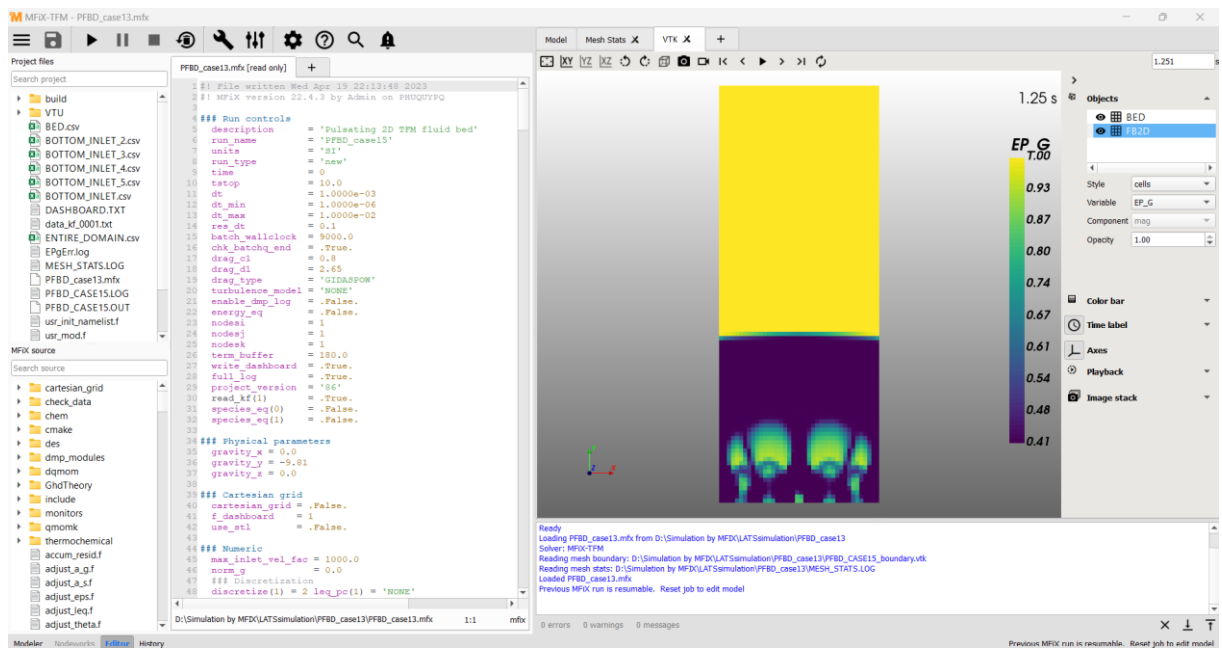 MFiX-TFM - PFBD_case13.mfx
Project files
Search project
build
VTU
BED.csv
BOTTOM_INLET_2.csv
BOTTOM_INLET_3.csv
BOTTOM_INLET_4.csv
BOTTOM_INLET_5.csv
BOTTOM_INLET.csv
DASHBOARD.TXT
data_kf_0001.txt
ENTIRE_DOMAIN.csv
EPgErr.log
MESH_STATS.LOG
PFBD_case13.mfx
PFBD_CASE15.LOG
PFBD_CASE15.OUT
usr_init_namelist.f
usr_mod.f
MFiX source
Search source
cartesian_grid
check_data
chem
cmake
des
dmp_modules
dqmom
GhdTheory
include
monitors
qmomk
thermochemical
accum_resid.f
adjust_a_g.f
adjust_a_s.f
adjust_eps.f
adjust_leq.f
adjust_theta.f
PFBD_case13.mfx [read only] +
1 #! File written Wed Apr 19 22:13:48 2023
2 #! MFiX version 22.4.3 by Admin on PHUQUYPQ
3
4 ### Run controls
5 description = 'Pulsating 2D TFM fluid bed'
6 run_name = 'PFBD_case15'
7 units = 'SI'
8 run_type = 'new'
9 time = 0
10 tstop = 10.0
11 dt = 1.0000e-03
12 dt_min = 1.0000e-06
13 dt_max = 1.0000e-02
14 res_dt = 0.1
15 batch_wallclock = 9000.0
16 chk_batchq_end = .True.
17 drag_c1 = 0.8
18 drag_d1 = 2.65
19 drag_type = 'GIDASPOW'
20 turbulence_model = 'NONE'
21 enable_dmp_log = .False.
22 energy_eq = .False.
23 nodesi = 1
24 nodesj = 1
25 nodesk = 1
26 term_buffer = 180.0
27 write_dashboard = .True.
28 full_log = .True.
29 project_version = '86'
30 read_kf(1) = .True.
31 species_eq(0) = .False.
32 species_eq(1) = .False.
33
34 ### Physical parameters
35 gravity_x = 0.0
36 gravity_y = -9.81
37 gravity_z = 0.0
38
39 ### Cartesian grid
40 cartesian_grid = .False.
41 f_dashboard = 1
42 use_stl = .False.
43
44 ### Numeric
45 max_inlet_vel_fac = 1000.0
46 norm_g = 0.0
47 ### Discretization
48 discretize(1) = 2 leq_pc(1) = 'NONE'
D:\Simulation by MFIX\LATSsimulation\PFBD_case13\PFBD_case13.mfx 1:1 mfix
Model Mesh Stats VTK +
XY YZ XZ 1.251 s
1.25 s
EP_G
1.00
0.93
0.87
0.80
0.74
0.67
0.61
0.54
0.48
0.41
Y
Z X
Objects
BED
FB2D
Style cells
Variable EP_G
Component mag
Opacity 1.00
Color bar
Time label
Axes
Playback
Image stack
Ready
Loading PFBD_case13.mfx from D:\Simulation by MFIX\LATSsimulation\PFBD_case13
Solver: MFiX-TFM
Reading mesh boundary: D:\Simulation by MFIX\LATSsimulation\PFBD_case13\PFBD_CASE15_boundary.vtk
Reading mesh stats: D:\Simulation by MFIX\LATSsimulation\PFBD_case13\MESH_STATS.LOG
Loaded PFBD_case13.mfx
Previous MFiX run is resumable. Reset job to edit model
0 errors 0 warnings 0 messages
Modeler Nodeworks Editor History
Previous MFiX run is resumable. Reset job to edit model